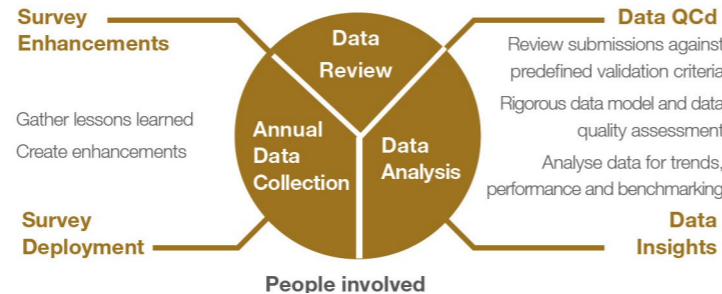 Survey
Enhancements
Gather lessons learned
Create enhancements
Survey
Deployment
Data
Review
Annual
Data
Collection
Data
Analysis
Data QCd
Review submissions against
predefined validation criteria
Rigorous data model and data
quality assessment
Analyse data for trends,
performance and benchmarking
Data
Insights
People involved